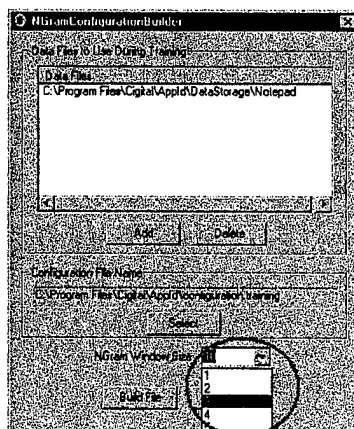 NGramConfigurationBuilder
Data Files to Use During Training
Data Files
C:\Program Files\Cigital\AppId\DataStorage\Notepad
Add Delete
Configuration File Name
C:\Program Files\Cigital\AppId\configuration.training
Select
NGram Window Size
1
2
Build File
4